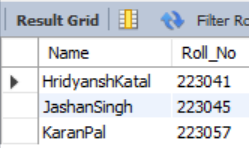 Result Grid Filter Ro
Name Roll_No
HridyanshKatal 223041
JashanSingh 223045
KaranPal 223057